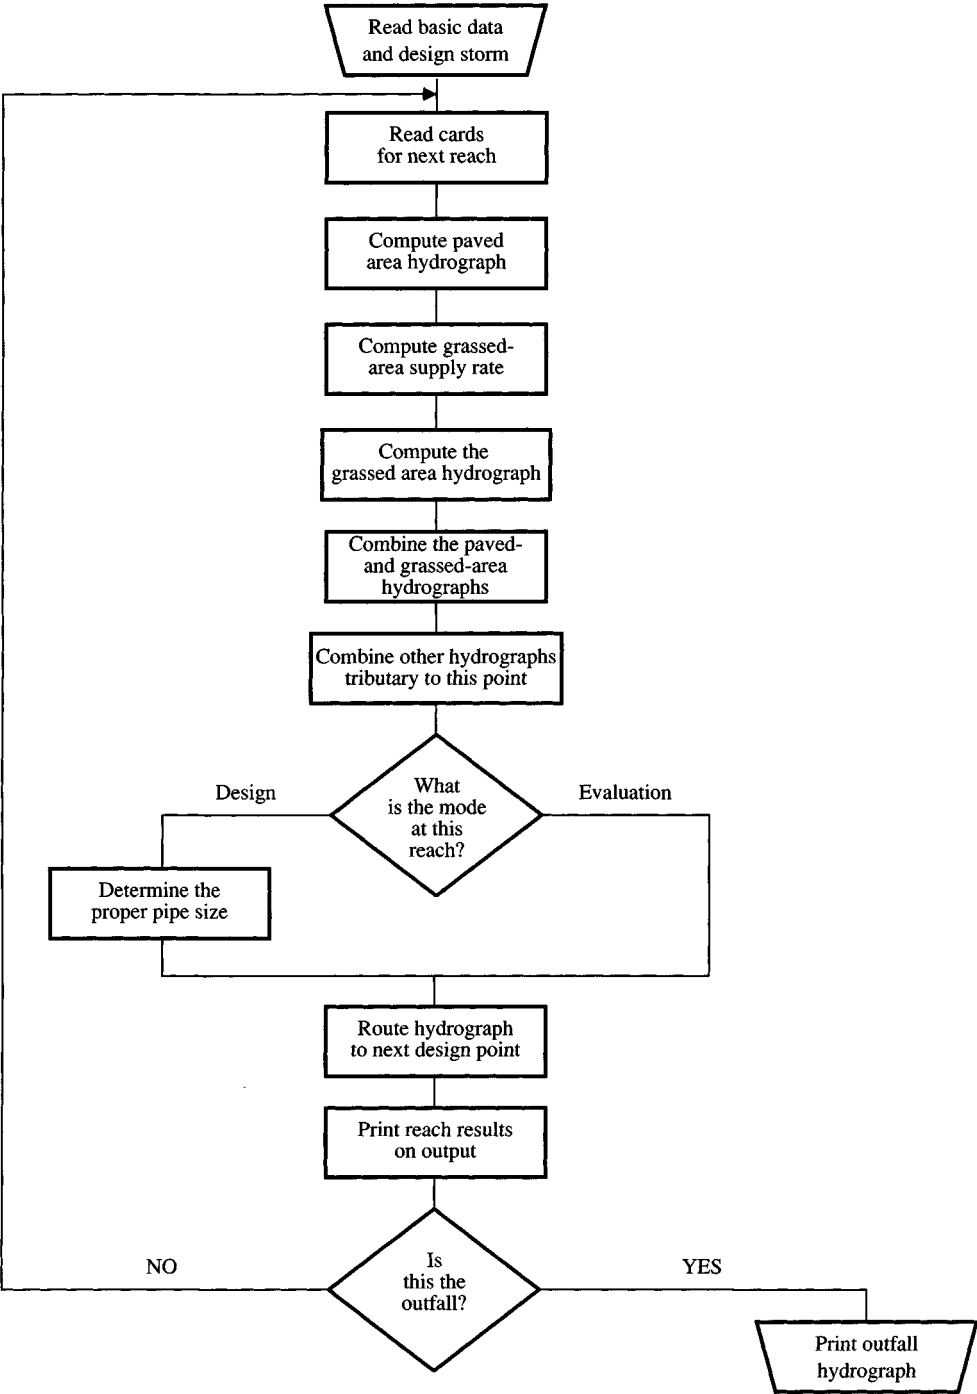 Read basic data
and design storm
Read cards
for next reach
Compute paved
area hydrograph
Compute grassed-
area supply rate
Compute the
grassed area hydrograph
Combine the paved-
and grassed-area
hydrographs
Combine other hydrographs
tributary to this point
What
is the mode
at this
reach?
Design
Evaluation
Determine the
proper pipe size
Route hydrograph
to next design point
Print reach results
on output
Is
this the
outfall?
NO
YES
Print outfall
hydrograph